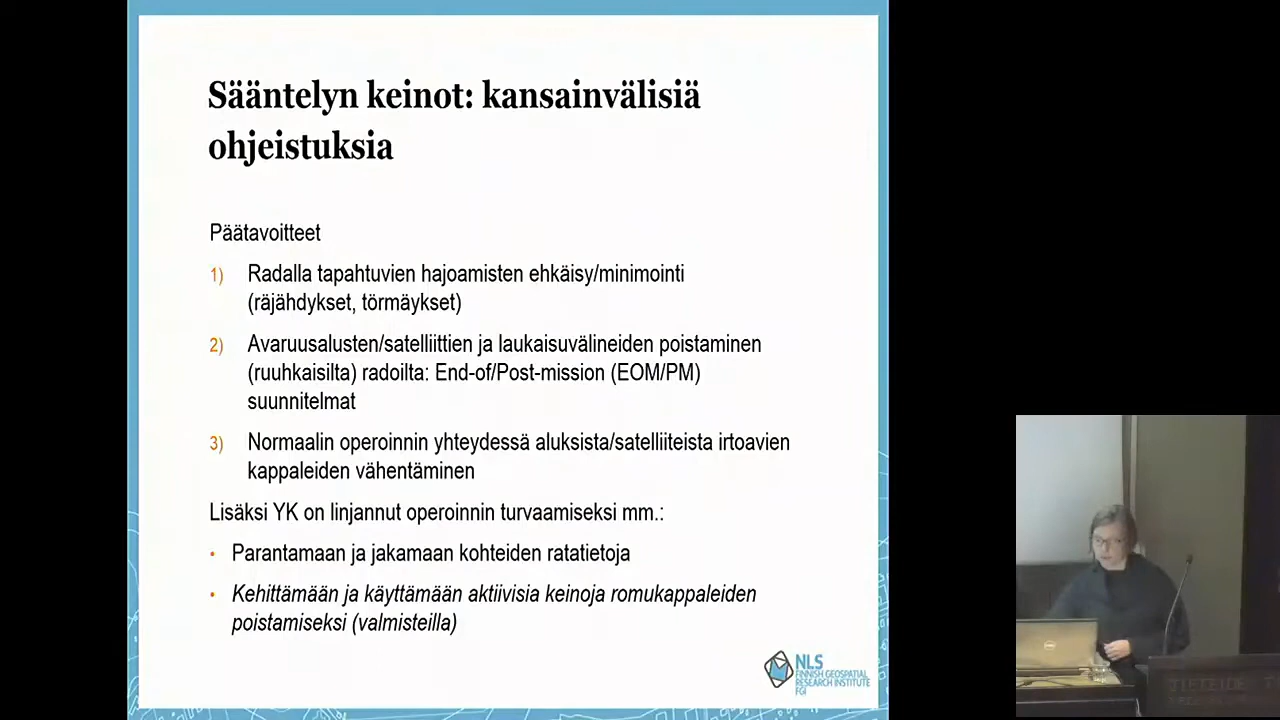 Sääntelyn keinot: kansainvälisiä
ohjeistuksia
Päätavoitteet
1) Radalla tapahtuvien hajoamisten ehkäisy/minimointi
(räjähdykset, törmäykset)
2) Avaruusalusten/satelliittien ja laukaisuvälineiden poistaminen
(ruuhkaisilta) radoilta: End-of/Post-mission (EOM/PM)
suunnitelmat
3) Normaalin operoinnin yhteydessä aluksista/satelliiteista irtoavien
kappaleiden vähentäminen
Lisäksi YK on linjannut operoinnin turvaamiseksi mm.:
• Parantamaan ja jakamaan kohteiden ratatietoja
• Kehittämään ja käyttämään aktiivisia keinoja romukappaleiden
poistamiseksi (valmisteilla)
NLS
FINNISH GEOSPATIAL
RESEARCH INSTITUTE
FGI